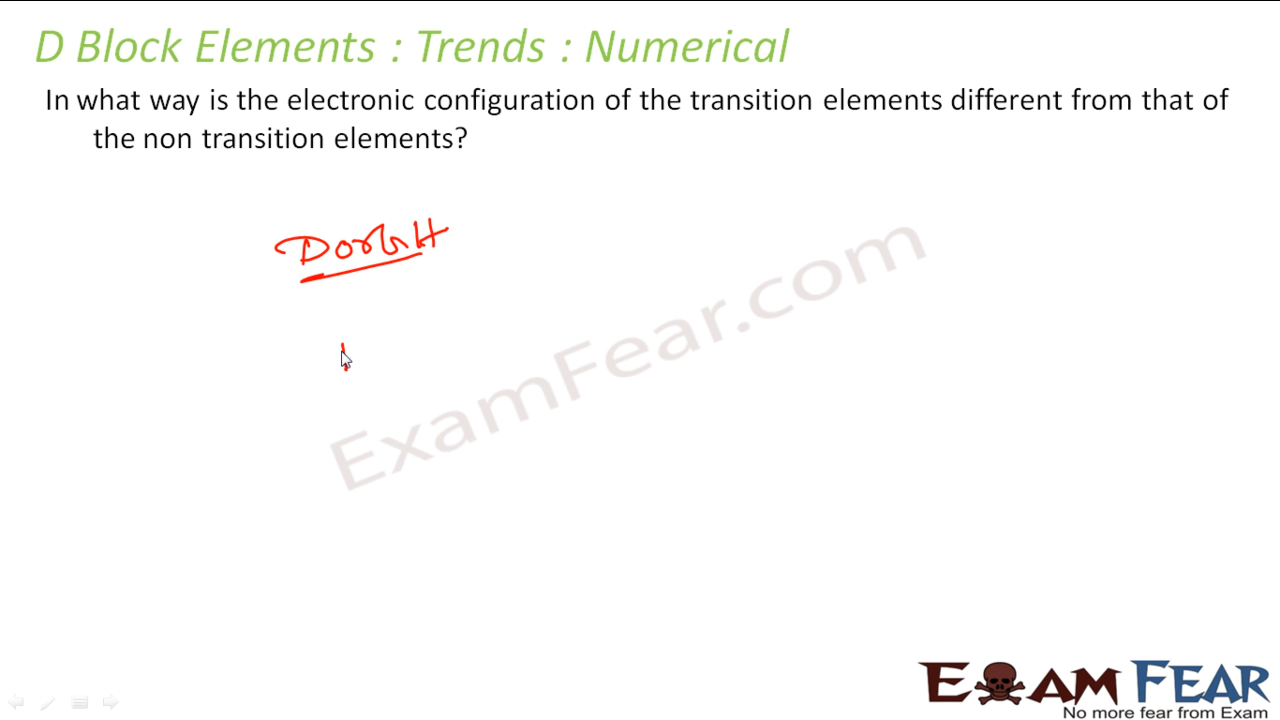 D Block Elements : Trends : Numerical
In what way is the electronic configuration of the transition elements different from that of
the non transition elements?
ExamFear.com
EXAM FEAR
No more fear from Exam